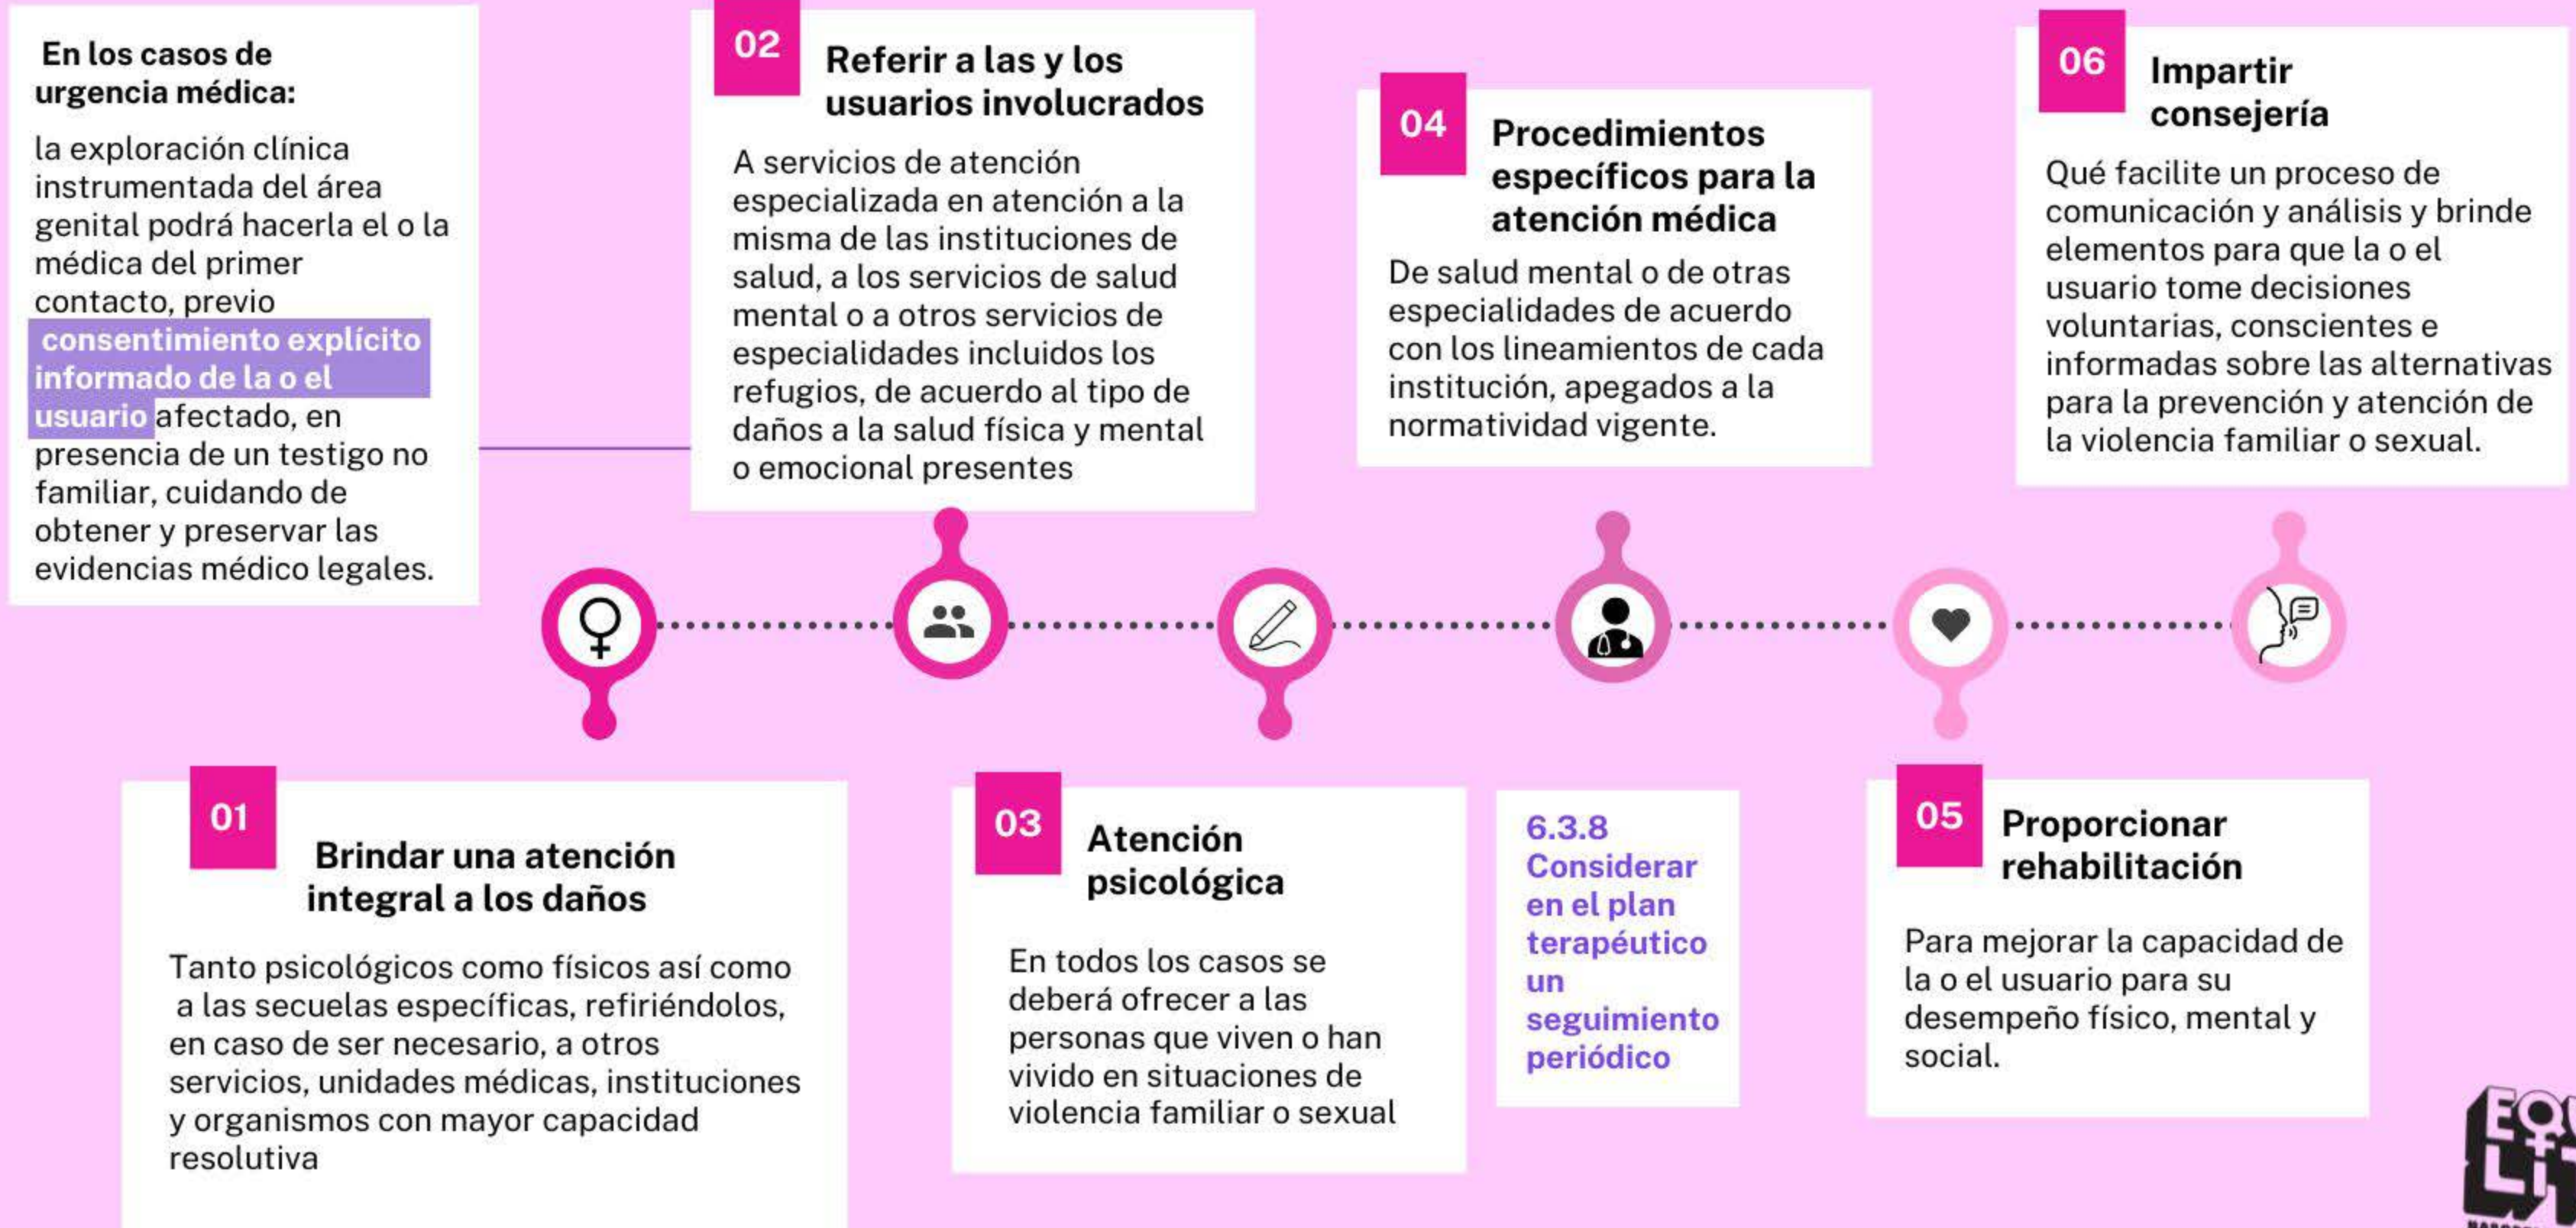 En los casos de
urgencia médica:
la exploración clínica
instrumentada del área
genital podrá hacerla el o la
médica del primer
contacto, previo
consentimiento explícito
informado de la o el
usuario afectado, en
presencia de un testigo no
familiar, cuidando de
obtener y preservar las
evidencias médico legales.
01
Brindar una atención
integral a los daños
Tanto psicológicos como físicos así como
a las secuelas específicas, refiriéndolos,
en caso de ser necesario, a otros
servicios, unidades médicas, instituciones
y organismos con mayor capacidad
resolutiva
02
Referir a las y los
usuarios involucrados
A servicios de atención
especializada en atención a la
misma de las instituciones de
salud, a los servicios de salud
mental o a otros servicios de
especialidades incluidos los
refugios, de acuerdo al tipo de
daños a la salud física y mental
o emocional presentes
03
Atención
psicológica
En todos los casos se
deberá ofrecer a las
personas que viven o han
vivido en situaciones de
violencia familiar o sexual
6.3.8
Considerar
en el plan
terapéutico
un
seguimiento
periódico
04
Procedimientos
específicos para la
atención médica
De salud mental o de otras
especialidades de acuerdo
con los lineamientos de cada
institución, apegados a la
normatividad vigente.
05
Proporcionar
rehabilitación
Para mejorar la capacidad de
la o el usuario para su
desempeño físico, mental y
social.
06
Impartir
consejería
Qué facilite un proceso de
comunicación y análisis y brinde
elementos para que la o el
usuario tome decisiones
voluntarias, conscientes e
informadas sobre las alternativas
para la prevención y atención de
la violencia familiar o sexual.